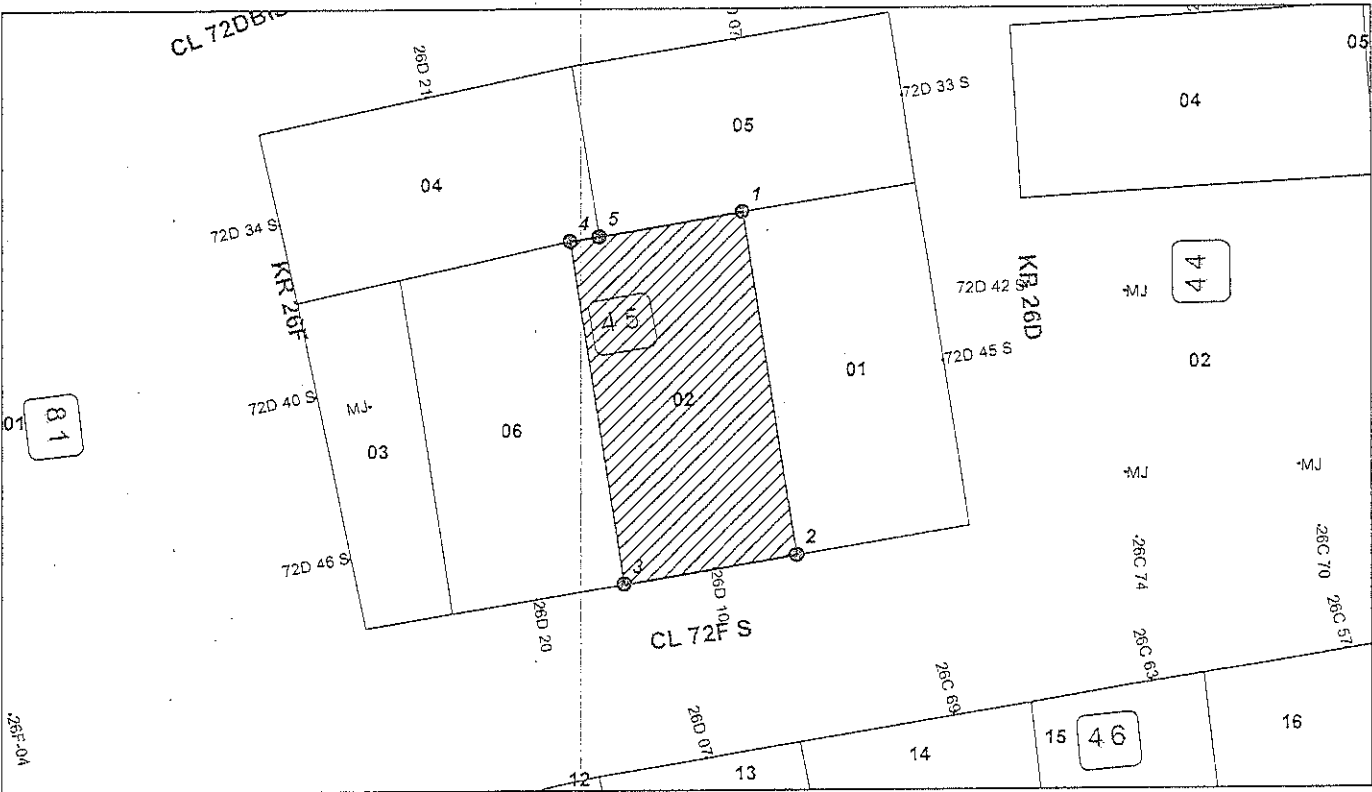 CL 72DBIS
26D 21
07
05
72D 33 S
04
04
05
1
4
5
72D 34 S
KR 26F
45
02
01
72D 42 S
KR 26D
MJ
44
72D 45 S
02
72D 40 S
MJ
03
06
01
81
MJ
MJ
2
3
72D 46 S
26D 20
26D 10
CL 72F S
26C 74
26C 70
26C 57
26C 63
26C 69
26D 07
26F-04
12
13
14
15
46
16